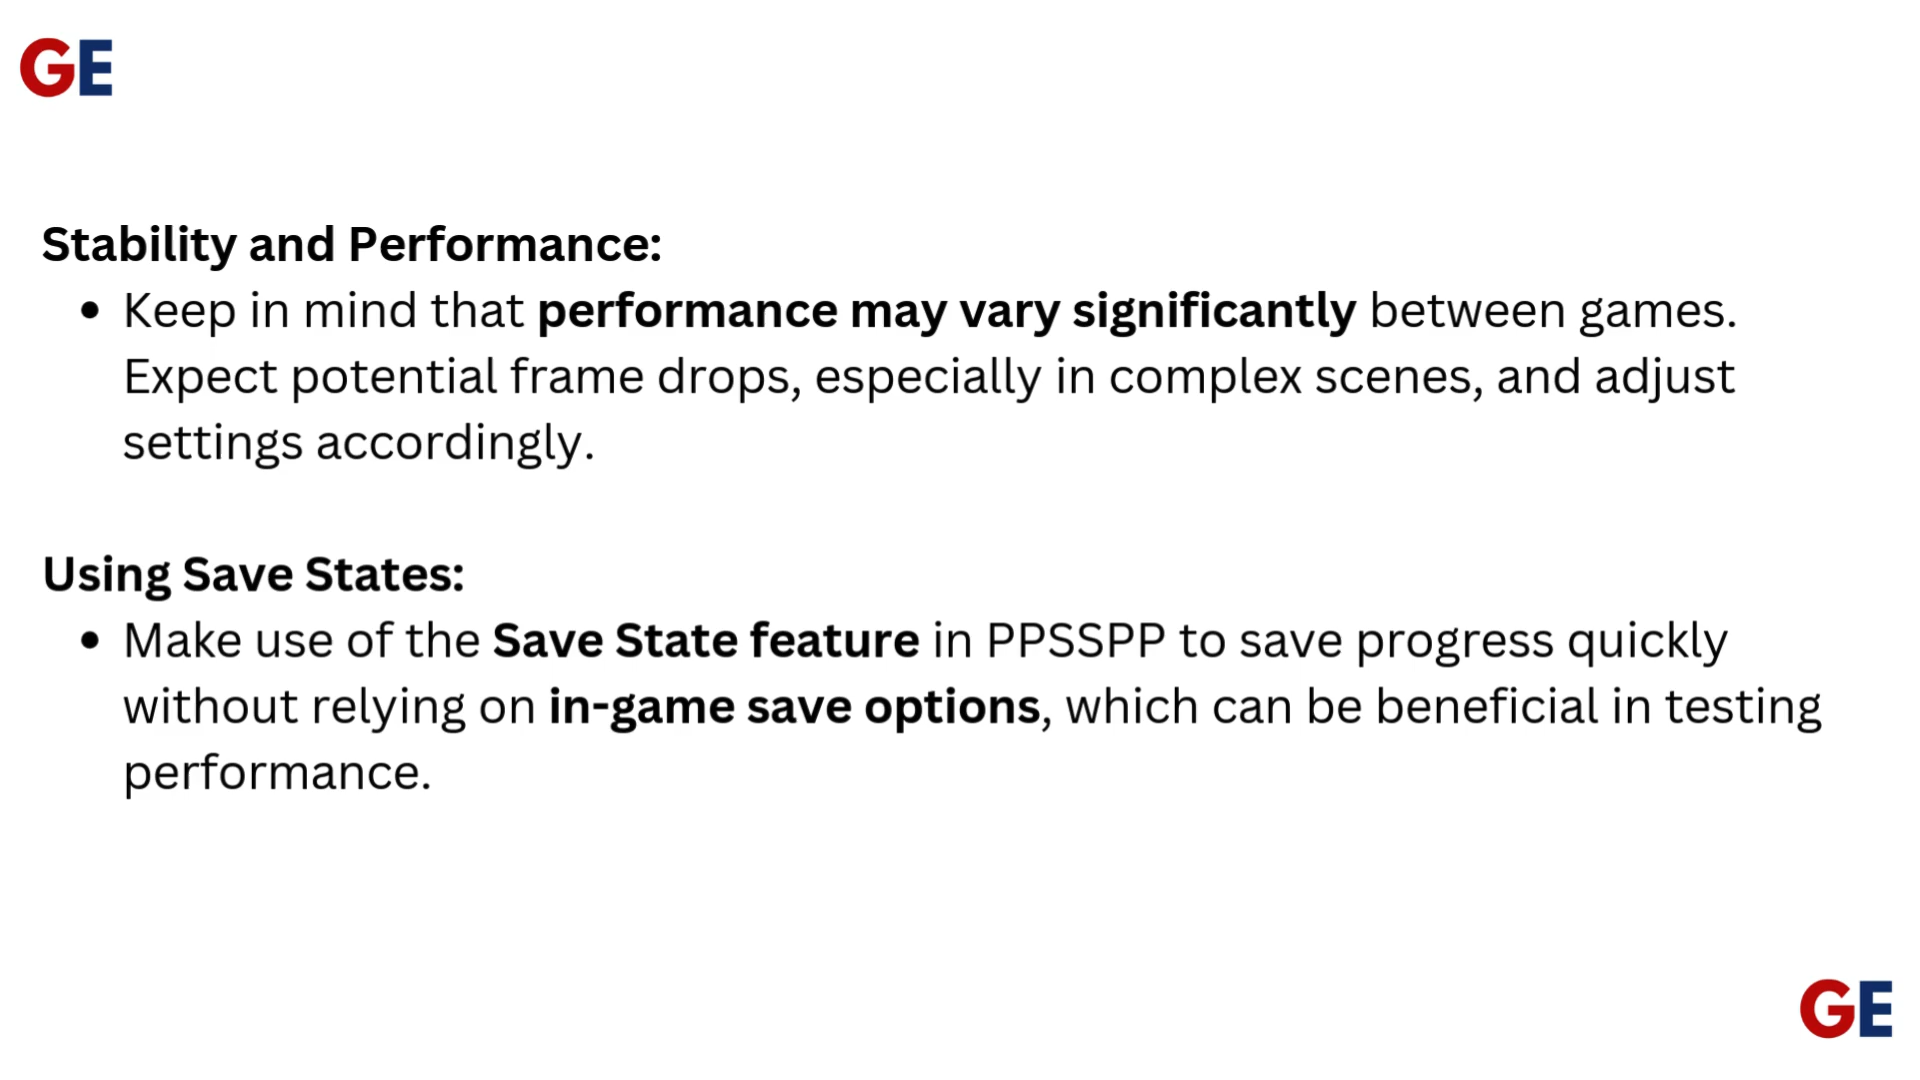 GE
Stability and Performance:
• Keep in mind that performance may vary significantly between games.
Expect potential frame drops, especially in complex scenes, and adjust
settings accordingly.
Using Save States:
• Make use of the Save State feature in PPSSPP to save progress quickly
without relying on in-game save options, which can be beneficial in testing
performance.
GE